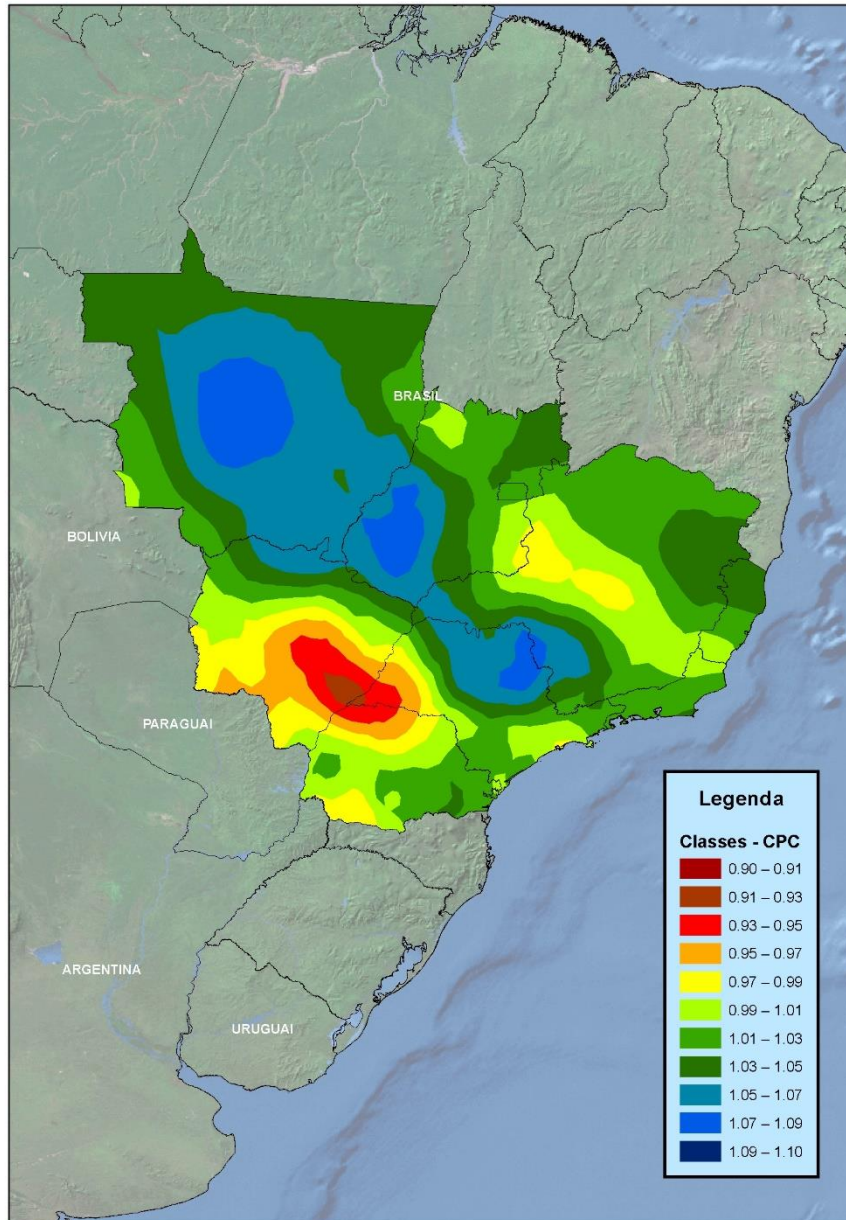 BRASIL
BOLIVIA
PARAGUAI
ARGENTINA
URUGUAI
Legenda
Classes - CPC
0.90 – 0.91
0.91 – 0.93
0.93 – 0.95
0.95 – 0.97
0.97 – 0.99
0.99 – 1.01
1.01 – 1.03
1.03 – 1.05
1.05 – 1.07
1.07 – 1.09
1.09 – 1.10